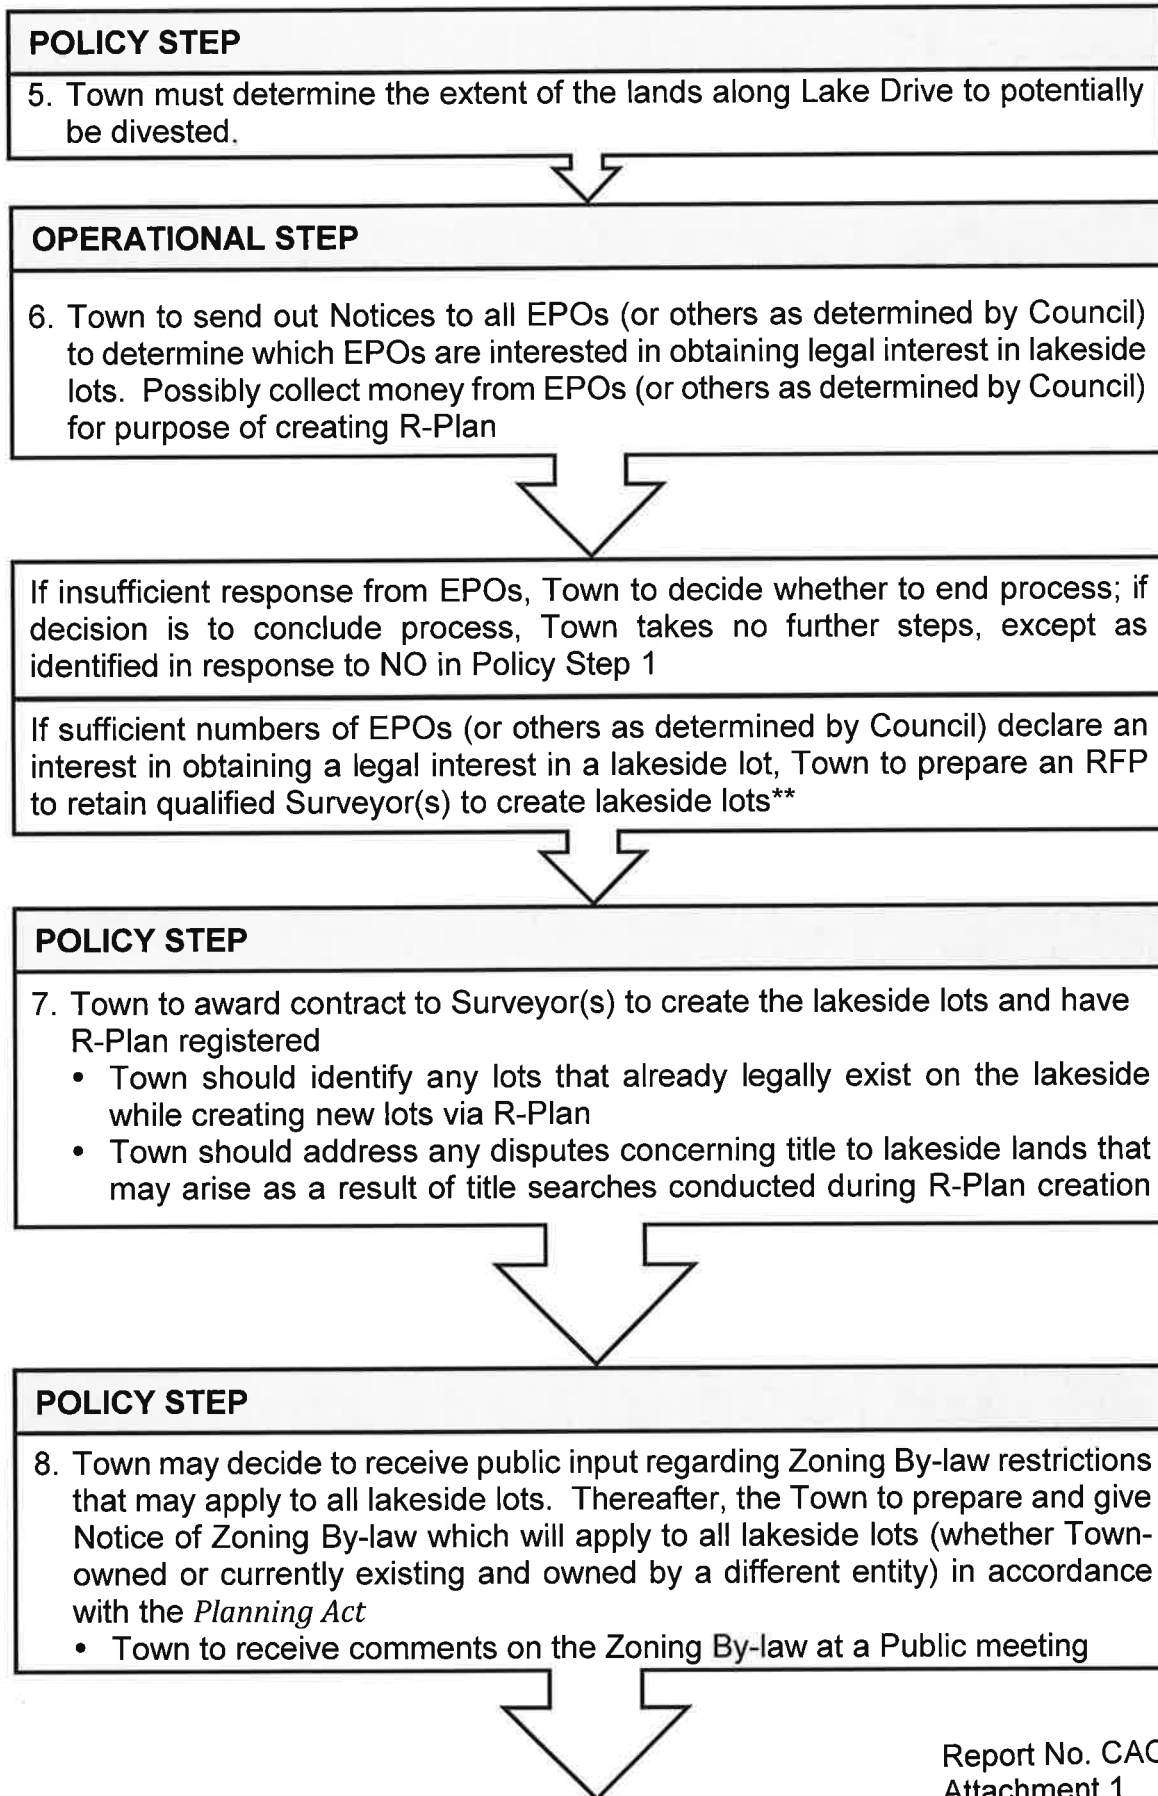 POLICY STEP
5. Town must determine the extent of the lands along Lake Drive to potentially
be divested.
OPERATIONAL STEP
6. Town to send out Notices to all EPOs (or others as determined by Council)
to determine which EPOs are interested in obtaining legal interest in lakeside
lots. Possibly collect money from EPOs (or others as determined by Council)
for purpose of creating R-Plan
If insufficient response from EPOs, Town to decide whether to end process; if
decision is to conclude process, Town takes no further steps, except as
identified in response to NO in Policy Step 1
If sufficient numbers of EPOs (or others as determined by Council) declare an
interest in obtaining a legal interest in a lakeside lot, Town to prepare an RFP
to retain qualified Surveyor(s) to create lakeside lots**
POLICY STEP
7. Town to award contract to Surveyor(s) to create the lakeside lots and have
R-Plan registered
• Town should identify any lots that already legally exist on the lakeside
while creating new lots via R-Plan
• Town should address any disputes concerning title to lakeside lands that
may arise as a result of title searches conducted during R-Plan creation
POLICY STEP
8. Town may decide to receive public input regarding Zoning By-law restrictions
that may apply to all lakeside lots. Thereafter, the Town to prepare and give
Notice of Zoning By-law which will apply to all lakeside lots (whether Town-
owned or currently existing and owned by a different entity) in accordance
with the Planning Act
• Town to receive comments on the Zoning By-law at a Public meeting
Report No. CAO
Attachment 1